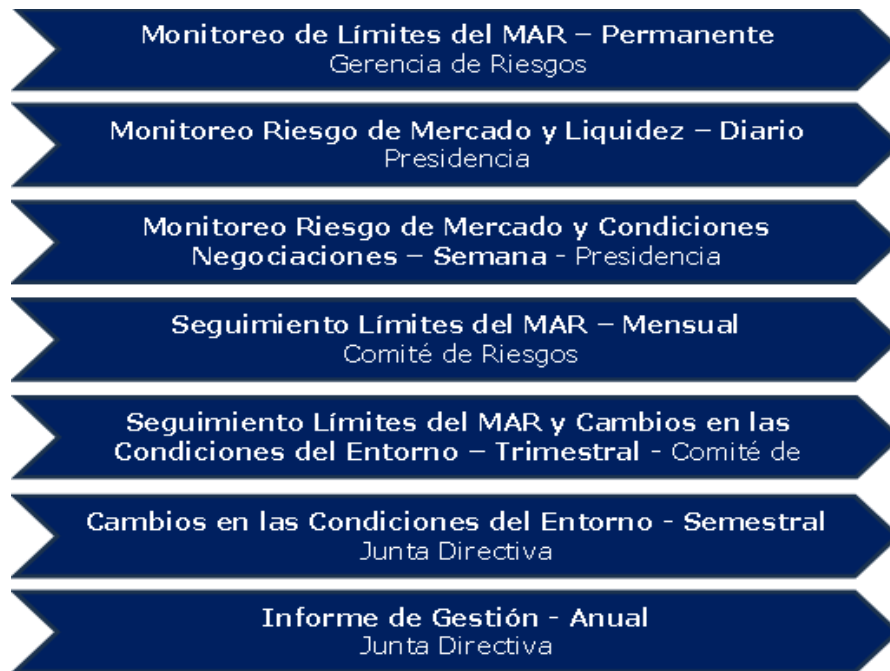 Monitoreo de Límites del MAR – Permanente
Gerencia de Riesgos
Monitoreo Riesgo de Mercado y Liquidez – Diario
Presidencia
Monitoreo Riesgo de Mercado y Condiciones
Negociaciones – Semana - Presidencia
Seguimiento Límites del MAR – Mensual
Comité de Riesgos
Seguimiento Límites del MAR y Cambios en las
Condiciones del Entorno – Trimestral - Comité de
Cambios en las Condiciones del Entorno - Semestral
Junta Directiva
Informe de Gestión - Anual
Junta Directiva